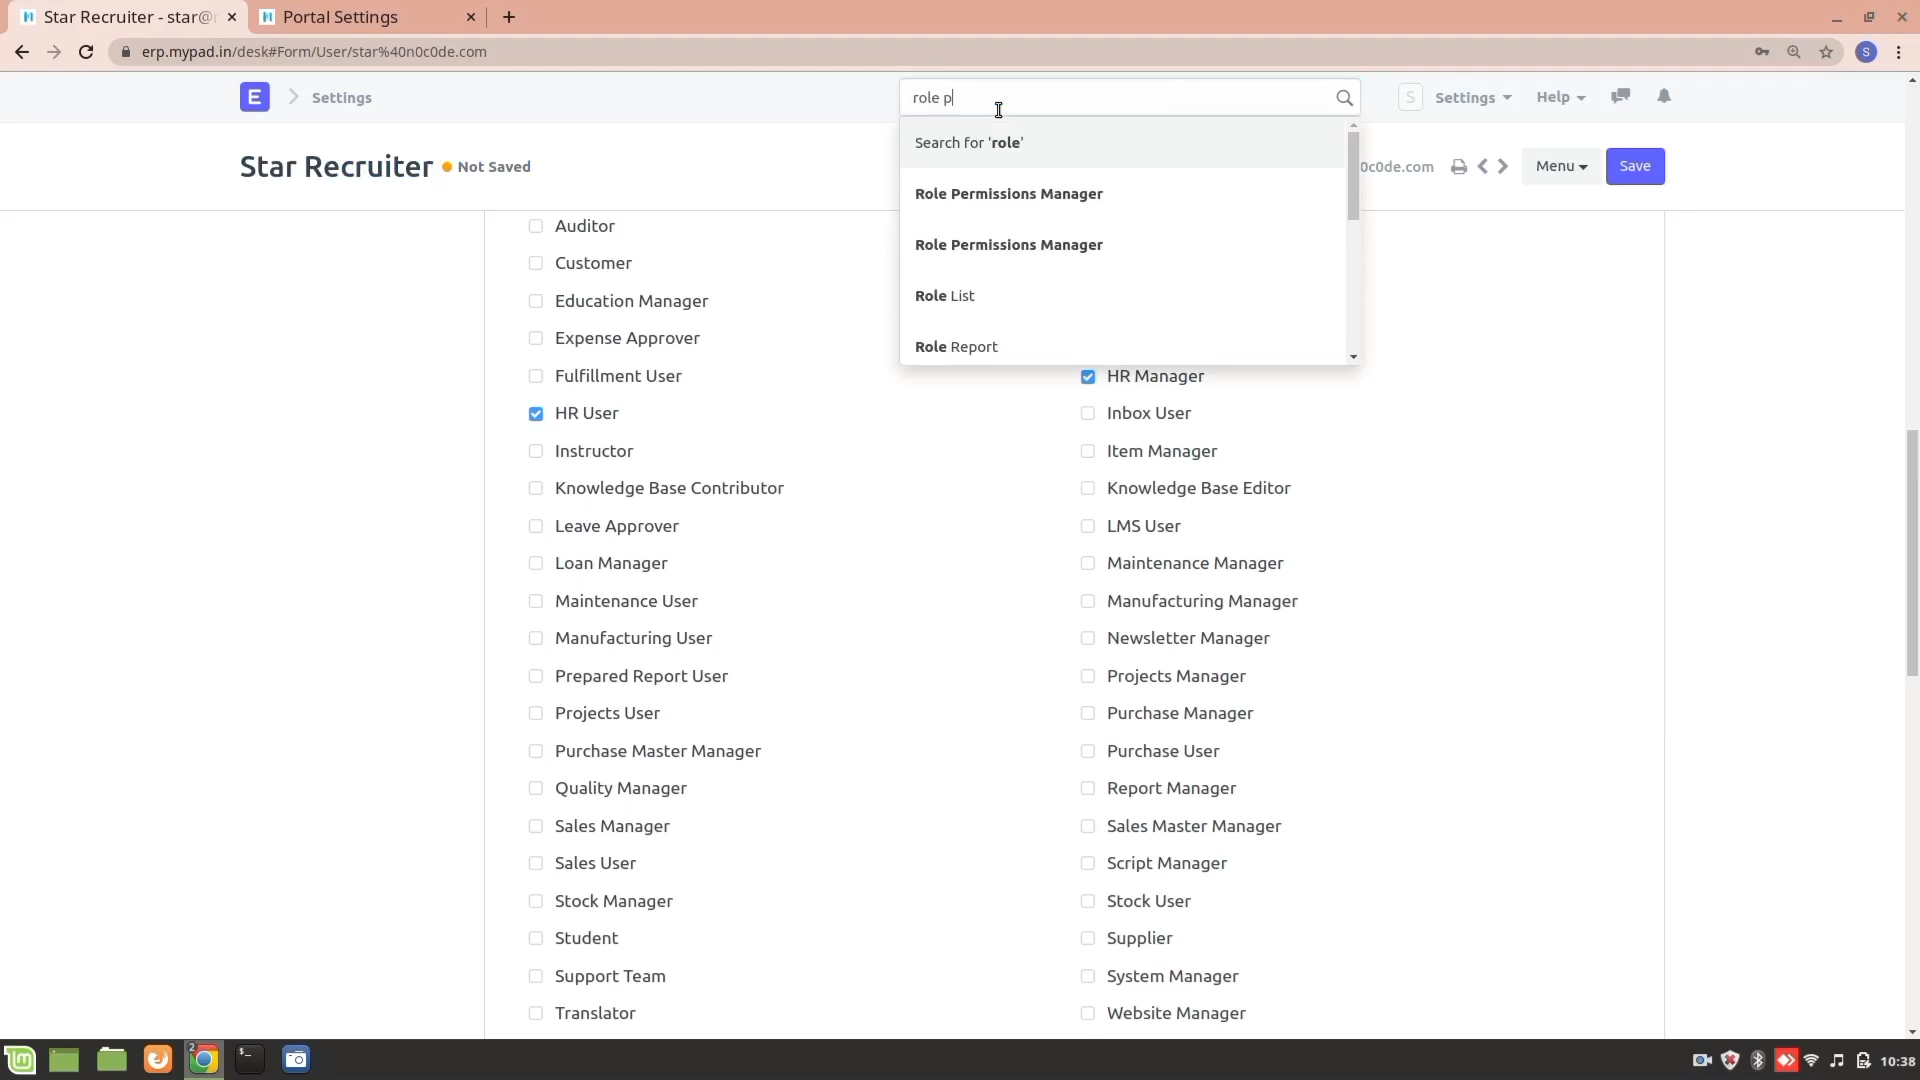 Star Recruiter - star@r
Portal Settings
erp.mypad.in/desk#Form/User/star%40n0c0de.com
S
E
Settings
role p
S
Settings
Help
Star Recruiter
Not Saved
0c0de.com
Menu
Save
Search for 'role'
Role Permissions Manager
Role Permissions Manager
Role List
Role Report
Auditor
Customer
Education Manager
Expense Approver
Fulfillment User
HR Manager
HR User
Inbox User
Instructor
Item Manager
Knowledge Base Contributor
Knowledge Base Editor
Leave Approver
LMS User
Loan Manager
Maintenance Manager
Maintenance User
Manufacturing Manager
Manufacturing User
Newsletter Manager
Prepared Report User
Projects Manager
Projects User
Purchase Manager
Purchase Master Manager
Purchase User
Quality Manager
Report Manager
Sales Manager
Sales Master Manager
Sales User
Script Manager
Stock Manager
Stock User
Student
Supplier
Support Team
System Manager
Translator
Website Manager
2
10:38